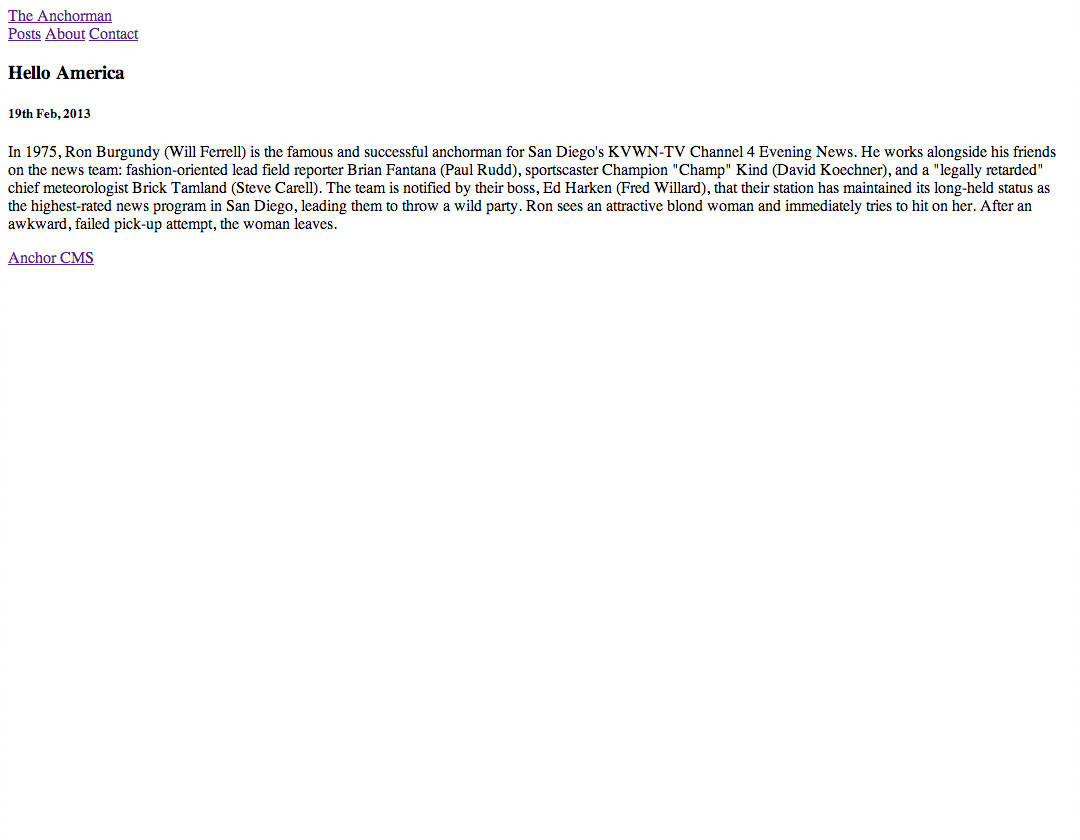 The Anchorman
Posts About Contact
Hello America
19th Feb, 2013
In 1975, Ron Burgundy (Will Ferrell) is the famous and successful anchorman for San Diego's KVWN-TV Channel 4 Evening News. He works alongside his friends
on the news team: fashion-oriented lead field reporter Brian Fantana (Paul Rudd), sportscaster Champion "Champ" Kind (David Koechner), and a "legally retarded"
chief meteorologist Brick Tamland (Steve Carell). The team is notified by their boss, Ed Harken (Fred Willard), that their station has maintained its long-held status as
the highest-rated news program in San Diego, leading them to throw a wild party. Ron sees an attractive blond woman and immediately tries to hit on her. After an
awkward, failed pick-up attempt, the woman leaves.
Anchor CMS